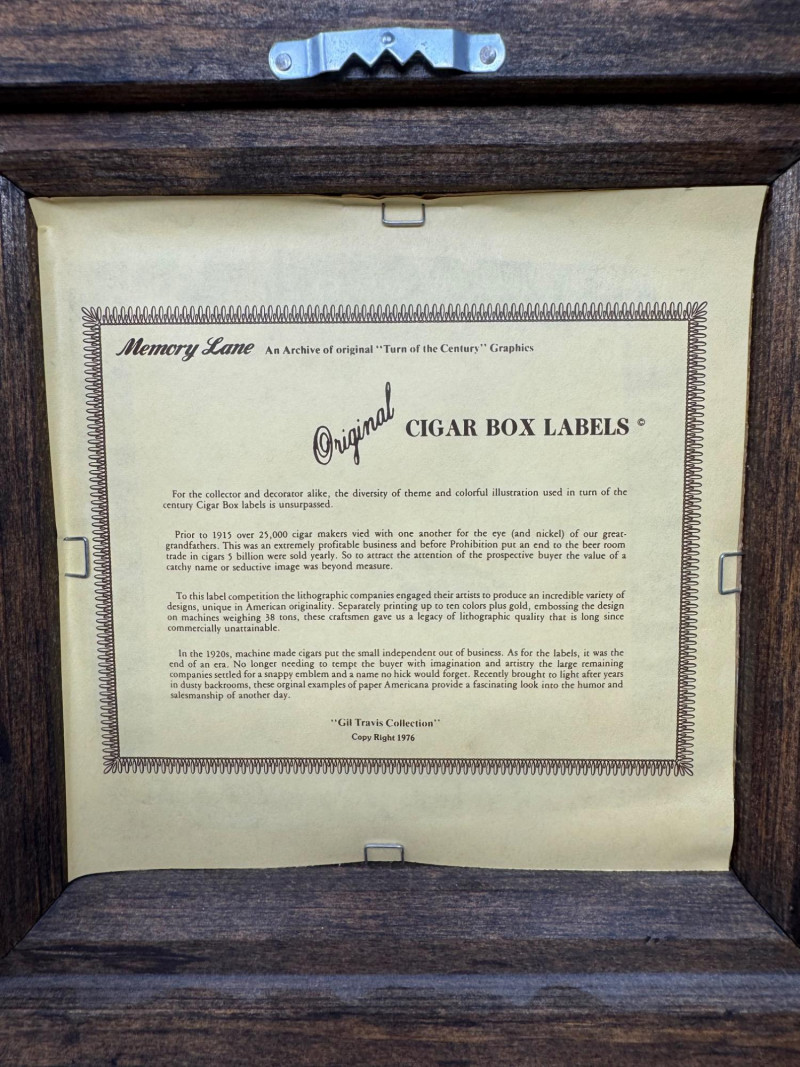 Memory Lane An Archive of original "Turn of the Century" Graphics
Original CIGAR BOX LABELS ©
For the collector and decorator alike, the diversity of theme and colorful illustration used in turn of the
century Cigar Box labels is unsurpassed.
Prior to 1915 over 25,000 cigar makers vied with one another for the eye (and nickel) of our great-
grandfathers. This was an extremely profitable business and before Prohibition put an end to the beer room
trade in cigars 5 billion were sold yearly. So to attract the attention of the prospective buyer the value of a
catchy name or seductive image was beyond measure.
To this label competition the lithographic companies engaged their artists to produce an incredible variety of
designs, unique in American originality. Separately printing up to ten colors plus gold, embossing the design
on machines weighing 38 tons, these craftsmen gave us a legacy of lithographic quality that is long since
commercially unattainable.
In the 1920s, machine made cigars put the small independent out of business. As for the labels, it was the
end of an era. No longer needing to tempt the buyer with imagination and artistry the large remaining
companies settled for a snappy emblem and a name no hick would forget. Recently brought to light after years
in dusty backrooms, these orginal examples of paper Americana provide a fascinating look into the humor and
salesmanship of another day.
"Gil Travis Collection"
Copy Right 1976